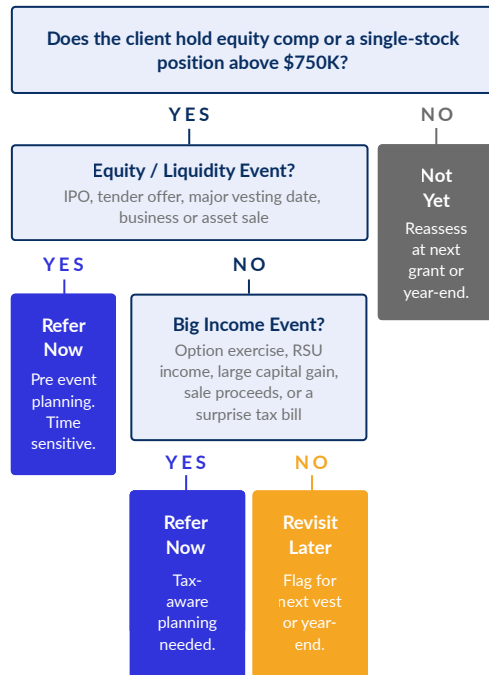 Does the client hold equity comp or a single-stock
position above $750K?
YES
NO
Equity / Liquidity Event?
IPO, tender offer, major vesting date,
business or asset sale
Not
Yet
Reassess
at next
grant or
year-end.
YES
NO
Refer
Now
Pre event
planning.
Time
sensitive.
Big Income Event?
Option exercise, RSU
income, large capital gain,
sale proceeds, or a
surprise tax bill
YES
NO
Refer
Now
Tax-
aware
planning
needed.
Revisit
Later
Flag for
next vest
or year-
end.